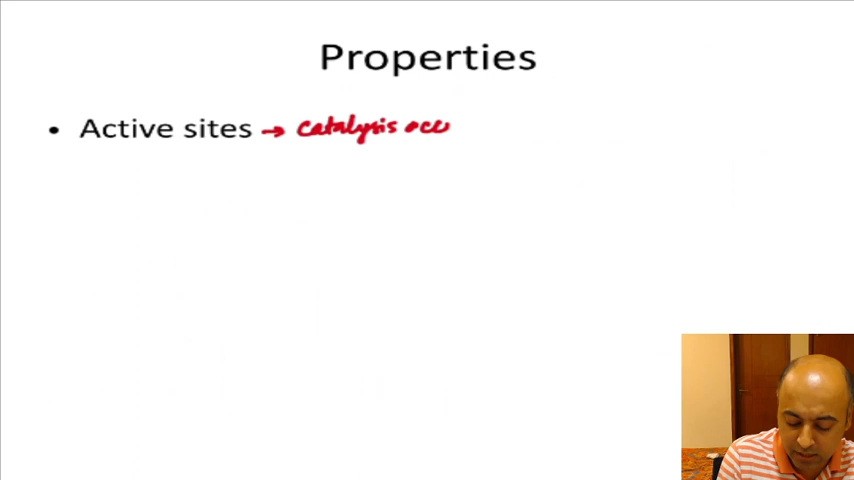 Properties
• Active sites → catalysis occ